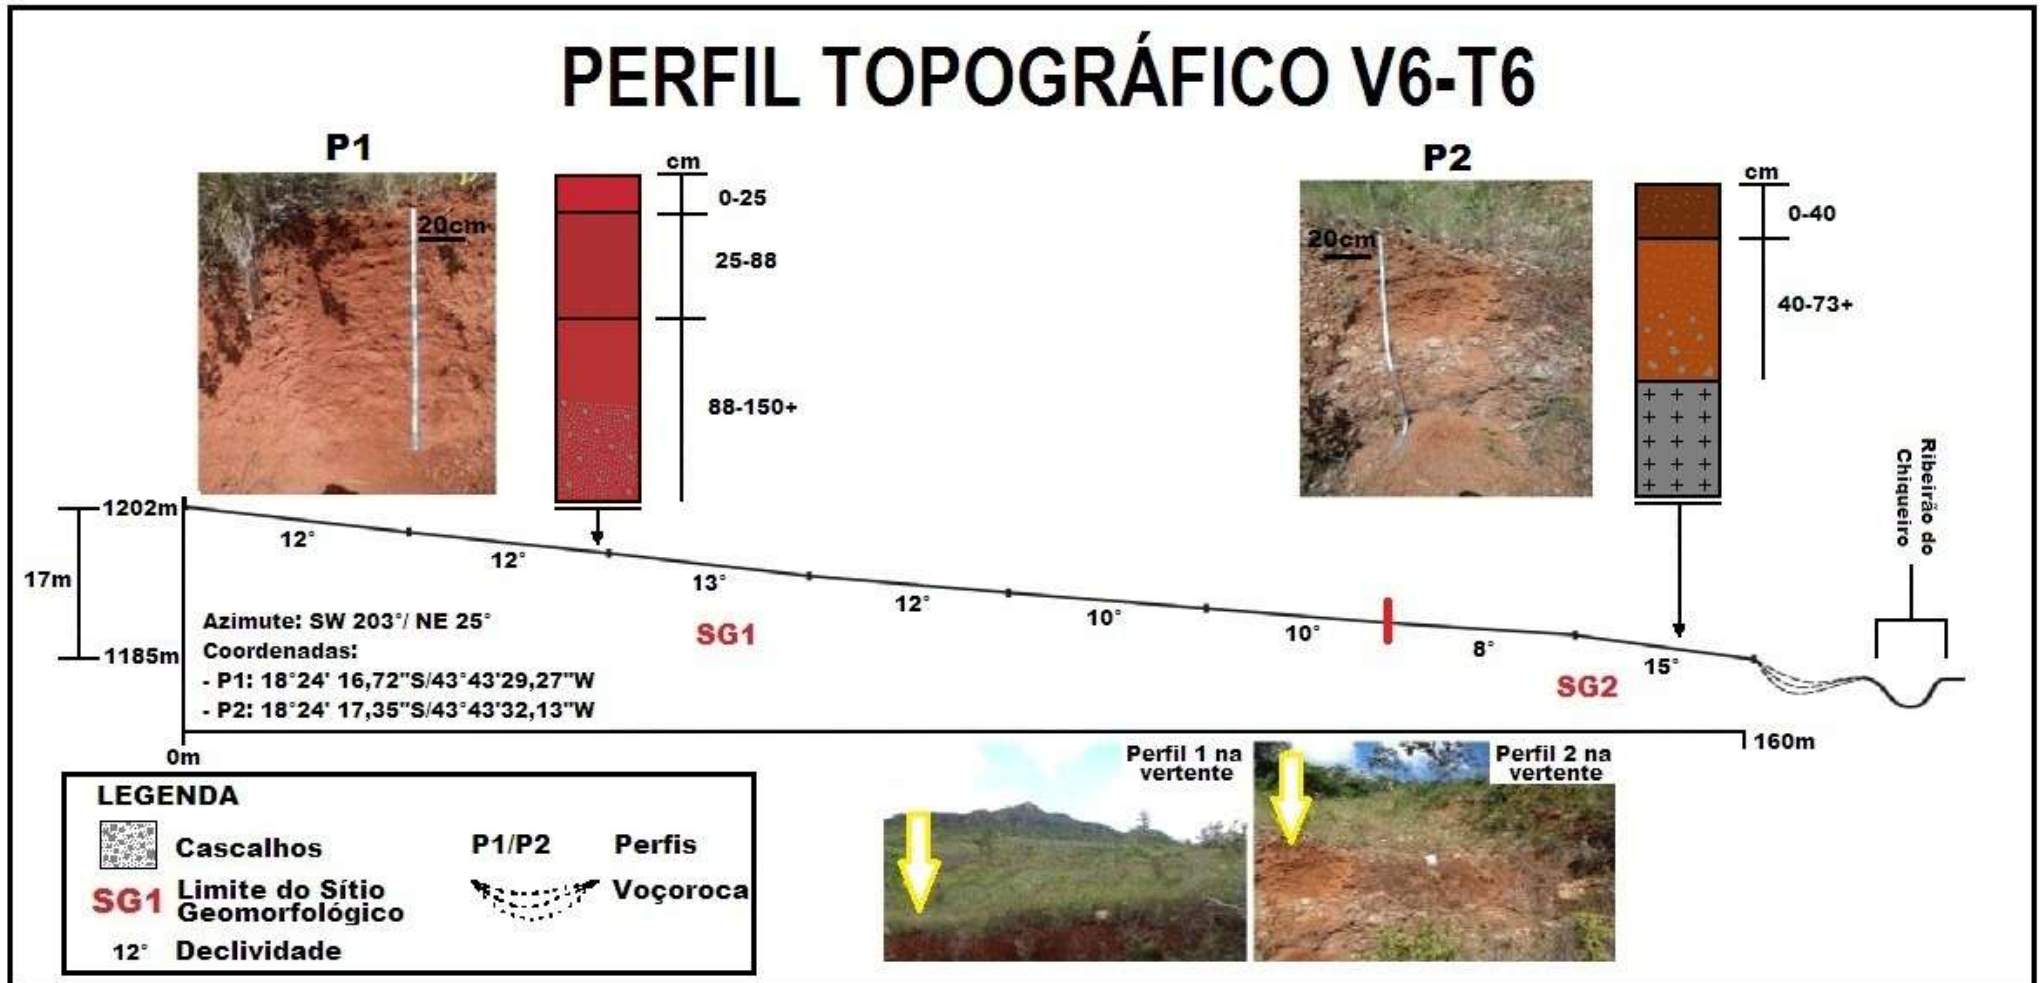 PERFIL TOPOGRÁFICO V6-T6
P1
20cm
cm
0-25
25-88
88-150+
P2
20cm
cm
0-40
40-73+
Ribeirão do
Chiqueiro
1202m
17m
1185m
12°
12°
13°
12°
10°
10°
8°
15°
SG1
SG2
Azimute: SW 203°/ NE 25°
Coordenadas:
- P1: 18°24' 16,72"S/43°43'29,27"W
- P2: 18°24' 17,35"S/43°43'32,13"W
0m
160m
Perfil 1 na
vertente
Perfil 2 na
vertente
LEGENDA
Cascalhos
SG1 Limite do Sítio
Geomorfológico
12° Declividade
P1/P2 Perfis
Voçoroca